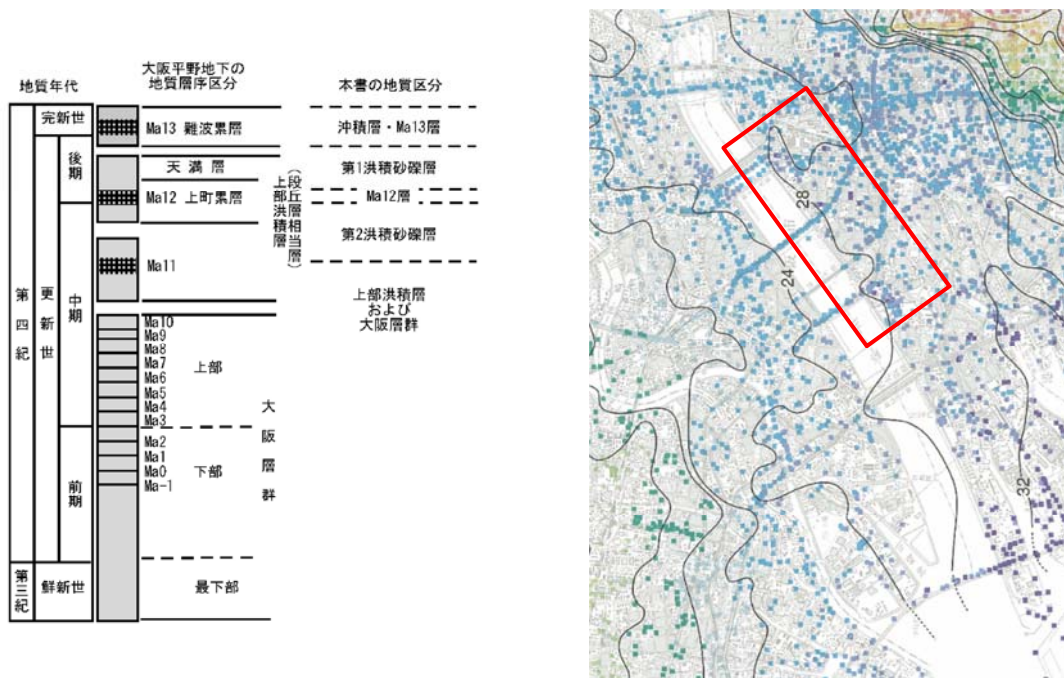 地質年代
大阪平野地下の
地質層序区分
本書の地質区分
第四紀
更新世
完新世
後期
中期
前期
第三紀
鮮新世
Ma13 難波累層
天満層
Ma12 上町累層
Ma11
Ma10
Ma9
Ma8
Ma7
Ma6
Ma5
Ma4
Ma3
Ma2
Ma1
Ma0
Ma-1
上部
下部
最下部
大阪層群
上部洪積層
(段丘層相当層)
沖積層・Ma13層
第1洪積砂礫層
Ma12層
第2洪積砂礫層
上部洪積層
および
大阪層群
28
24
32